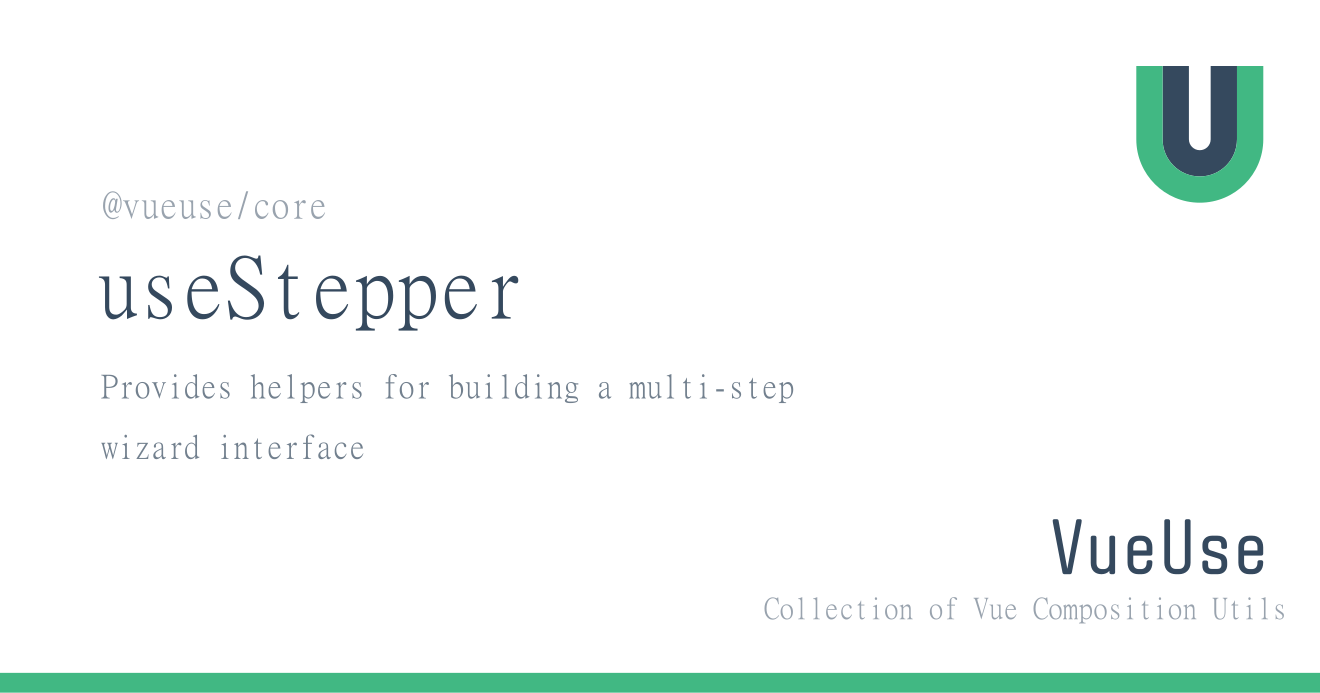 @vueuse/core
useStepper
Provides helpers for building a multi-step
wizard interface
VueUse
Collection of Vue Composition Utils